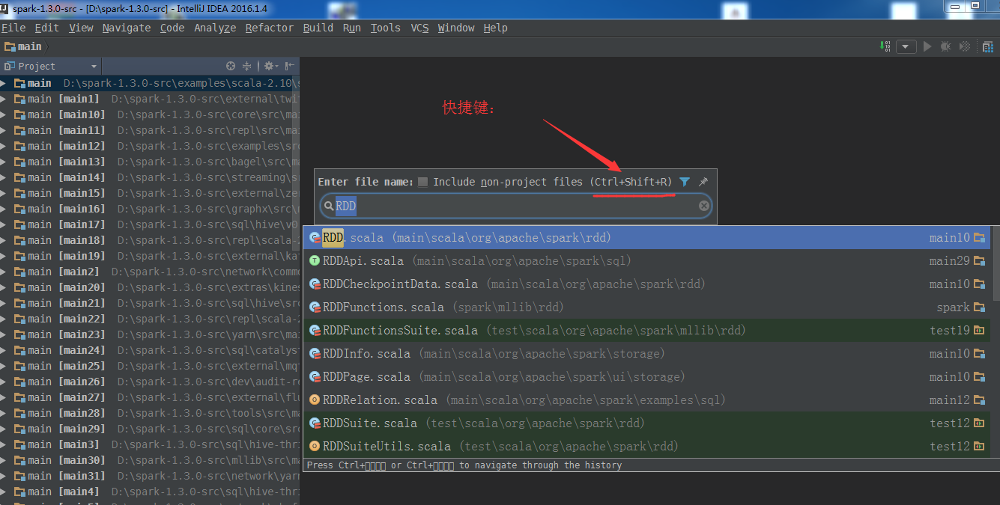 spark-1.3.0-src - [D:\spark-1.3.0-src] - IntelliJ IDEA 2016.1.4
File Edit View Navigate Code Analyze Refactor Build Run Tools VCS Window Help
main
Project
main D:\spark-1.3.0-src\examples\scala-2.10\s
main [main1] D:\spark-1.3.0-src\external\twi
main [main10] D:\spark-1.3.0-src\core\src\ma
main [main11] D:\spark-1.3.0-src\repl\src\ma
main [main12] D:\spark-1.3.0-src\examples\src
main [main13] D:\spark-1.3.0-src\bagel\src\m
main [main14] D:\spark-1.3.0-src\streaming\s
main [main15] D:\spark-1.3.0-src\external\ze
main [main16] D:\spark-1.3.0-src\graphx\src\
main [main17] D:\spark-1.3.0-src\sql\hive\v0
main [main18] D:\spark-1.3.0-src\repl\scala-2
main [main19] D:\spark-1.3.0-src\external\ka
main [main2] D:\spark-1.3.0-src\network\commo
main [main20] D:\spark-1.3.0-src\extras\kines
main [main21] D:\spark-1.3.0-src\sql\hive\src
main [main22] D:\spark-1.3.0-src\repl\scala-2
main [main23] D:\spark-1.3.0-src\yarn\src\mai
main [main24] D:\spark-1.3.0-src\sql\catalyst
main [main25] D:\spark-1.3.0-src\external\mq
main [main26] D:\spark-1.3.0-src\dev\audit-re
main [main27] D:\spark-1.3.0-src\external\flu
main [main28] D:\spark-1.3.0-src\tools\src\ma
main [main29] D:\spark-1.3.0-src\sql\core\src
main [main3] D:\spark-1.3.0-src\sql\hive-thri
main [main30] D:\spark-1.3.0-src\mllib\src\ma
main [main31] D:\spark-1.3.0-src\network\yarn
main [main4] D:\spark-1.3.0-src\sql\hive-thri
快捷键:
Enter file name: Include non-project files (Ctrl+Shift+R)
RDD
RDD.scala (main\scala\org\apache\spark\rdd) main10
RDDApi.scala (main\scala\org\apache\spark\sql) main29
RDDCheckpointData.scala (main\scala\org\apache\spark\rdd) main10
RDDFunctions.scala (spark\mllib\rdd) spark
RDDFunctionsSuite.scala (test\scala\org\apache\spark\mllib\rdd) test19
RDDInfo.scala (main\scala\org\apache\spark\storage) main10
RDDPage.scala (main\scala\org\apache\spark\ui\storage) main10
RDDRelation.scala (main\scala\org\apache\spark\examples\sql) main12
RDDSuite.scala (test\scala\org\apache\spark\rdd) test12
RDDSuiteUtils.scala (test\scala\org\apache\spark\rdd) test12
Press Ctrl+□□□□ or Ctrl+□□□□ to navigate through the history